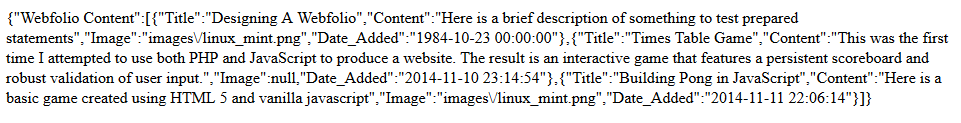 {"Webfolio Content":[{"Title":"Designing A Webfolio","Content":"Here is a brief description of something to test prepared
statements","Image":"images\/linux_mint.png","Date_Added":"1984-10-23 00:00:00"},{"Title":"Times Table Game","Content":"This was the first
time I attempted to use both PHP and JavaScript to produce a website. The result is an interactive game that features a persistent scoreboard and
robust validation of user input.","Image":null,"Date_Added":"2014-11-10 23:14:54"},{"Title":"Building Pong in JavaScript","Content":"Here is a
basic game created using HTML 5 and vanilla javascript","Image":"images\/linux_mint.png","Date_Added":"2014-11-11 22:06:14"}]}